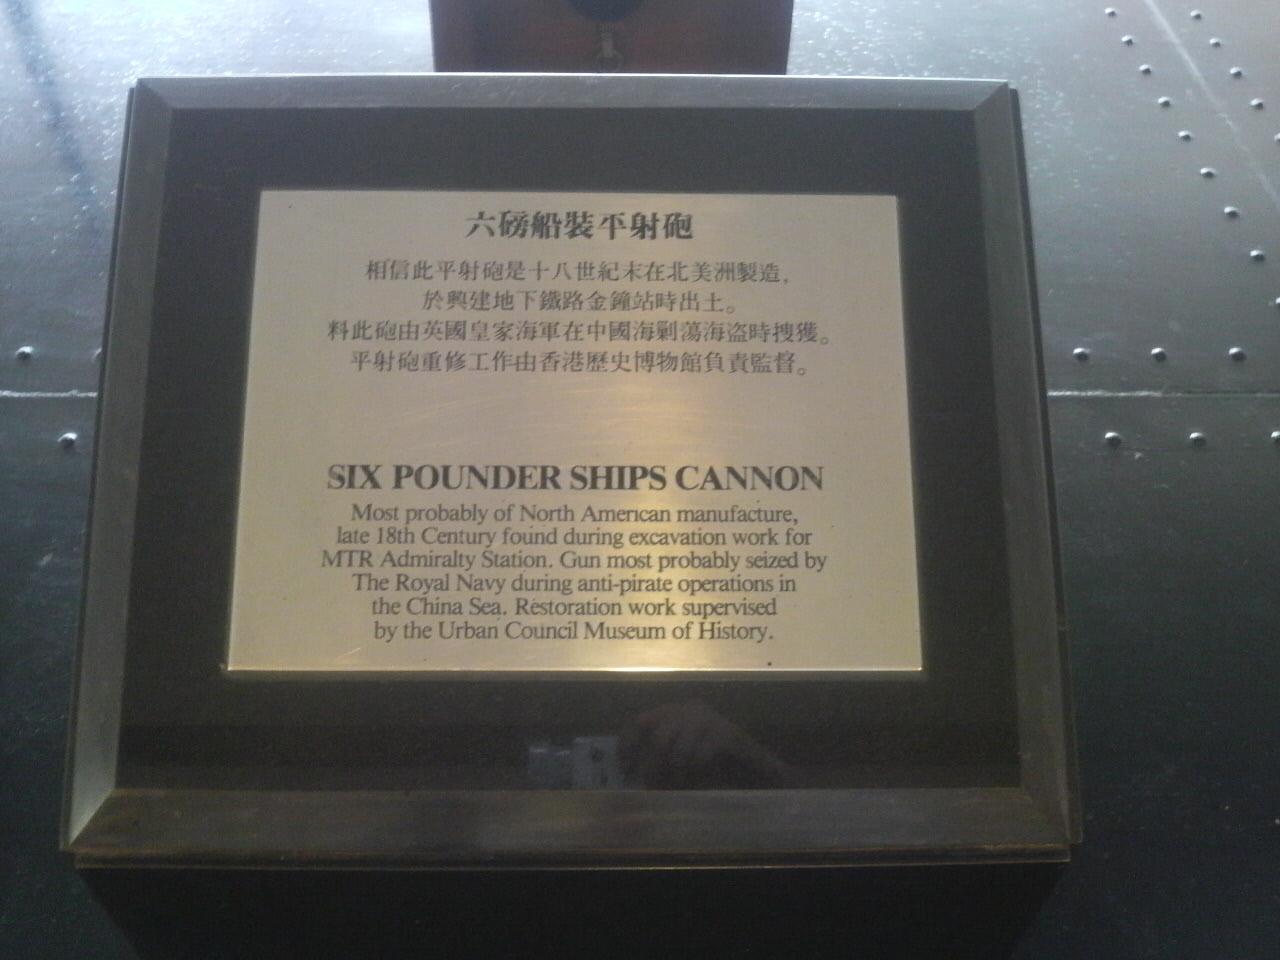 六磅船裝平射砲
相信此平射砲是十八世紀末在北美洲製造，
於興建地下鐵路金鐘站時出土。
料此砲由英國皇家海軍在中國海剿蕩海盜時搜獲。
平射砲重修工作由香港歷史博物館負責監督。
SIX POUNDER SHIPS CANNON
Most probably of North American manufacture,
late 18th Century found during excavation work for
MTR Admiralty Station. Gun most probably seized by
The Royal Navy during anti-pirate operations in
the China Sea. Restoration work supervised
by the Urban Council Museum of History.